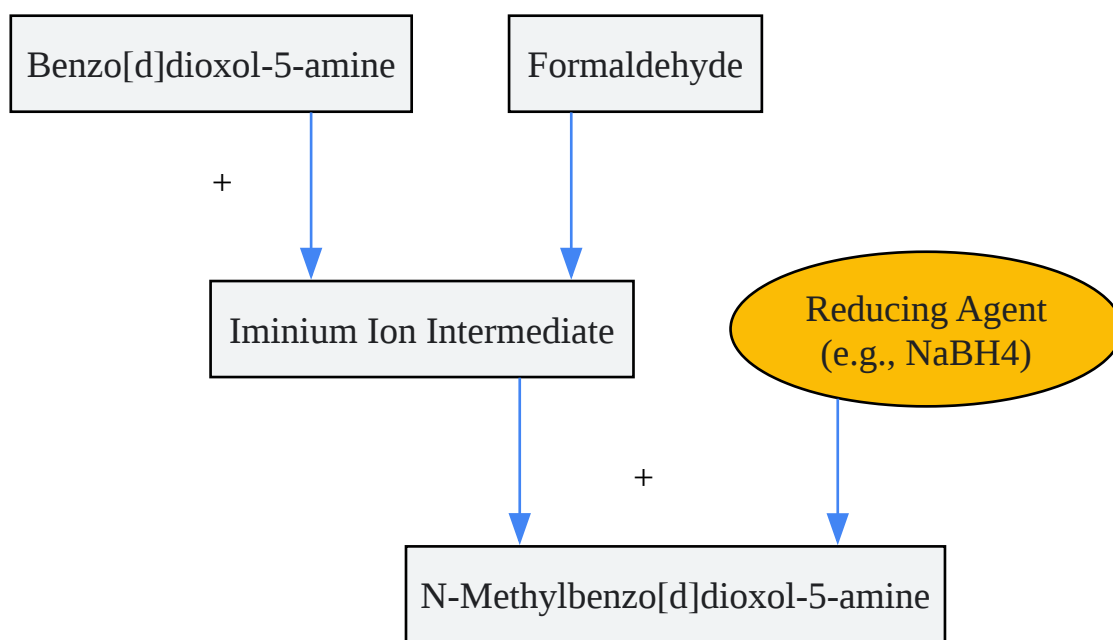 Benzo[d]dioxol-5-amine
Formaldehyde
+
Iminium Ion Intermediate
Reducing Agent
(e.g., NaBH4)
+
N-Methylbenzo[d]dioxol-5-amine